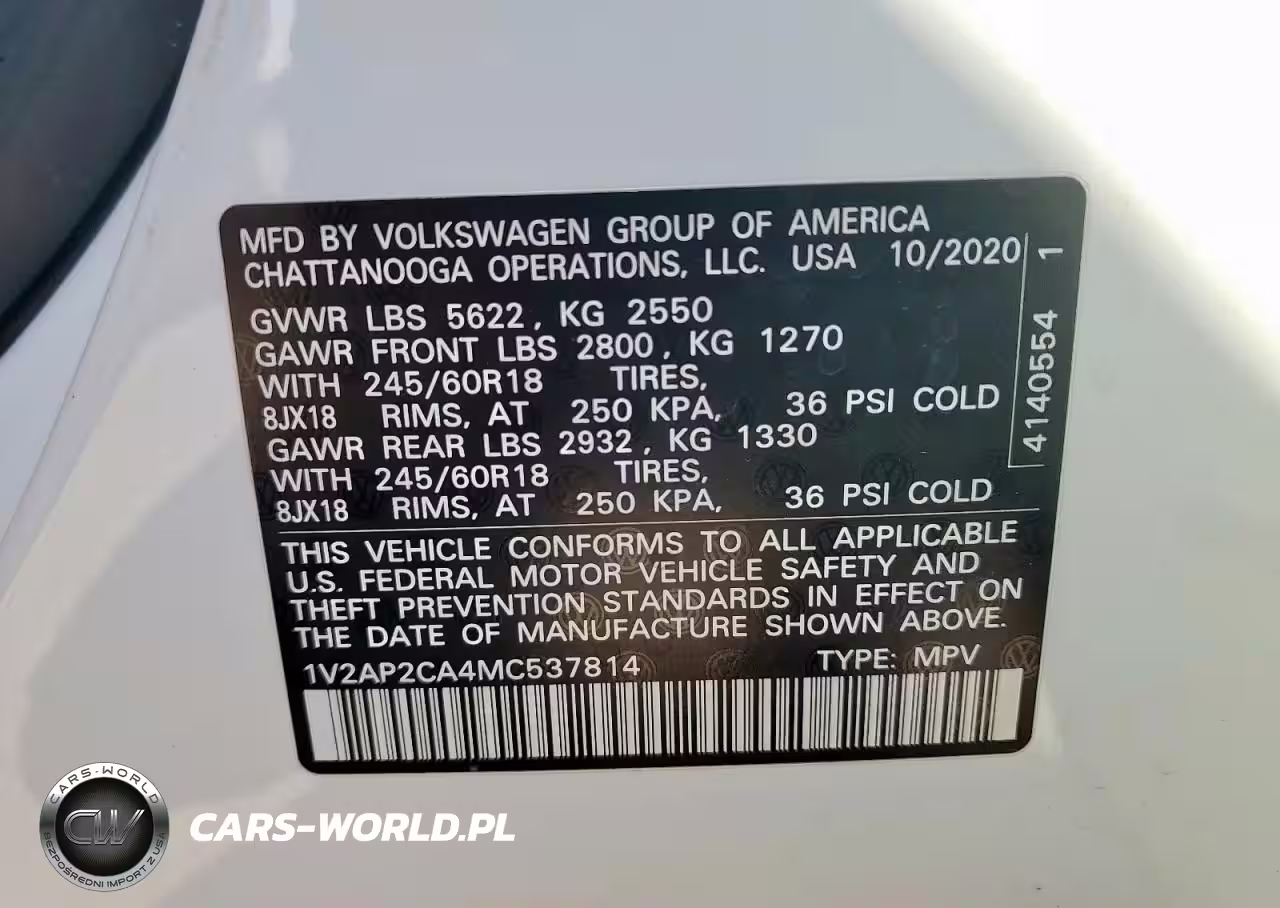 MFD BY VOLKSWAGEN GROUP OF AMERICA
CHATTANOOGA OPERATIONS, LLC. USA 10/2020
GVWR LBS 5622, KG 2550
GAWR FRONT LBS 2800, KG 1270
WITH 245/60R18 TIRES,
8JX18 RIMS, AT 250 KPA, 36 PSI COLD
GAWR REAR LBS 2932, KG 1330
WITH 245/60R18 TIRES,
8JX18 RIMS, AT 250 KPA, 36 PSI COLD
4140554 1
THIS VEHICLE CONFORMS TO ALL APPLICABLE
U.S. FEDERAL MOTOR VEHICLE SAFETY AND
THEFT PREVENTION STANDARDS IN EFFECT ON
THE DATE OF MANUFACTURE SHOWN ABOVE.
1V2AP2CA4MC537814 TYPE: MPV
CARS-WORLD
CW
BEZPOŚREDNI IMPORT Z USA
CARS-WORLD.PL